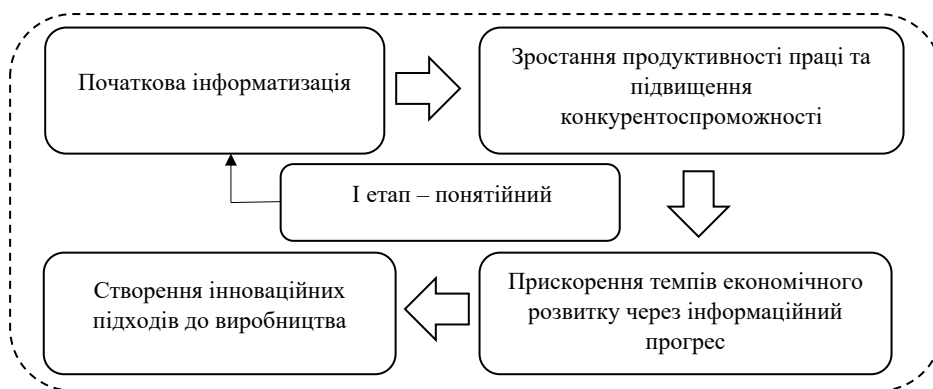 Початкова інформатизація
Зростання продуктивності праці та
підвищення
конкурентоспроможності
І етап – понятійний
Створення інноваційних
підходів до виробництва
Прискорення темпів економічного
розвитку через інформаційний
прогрес